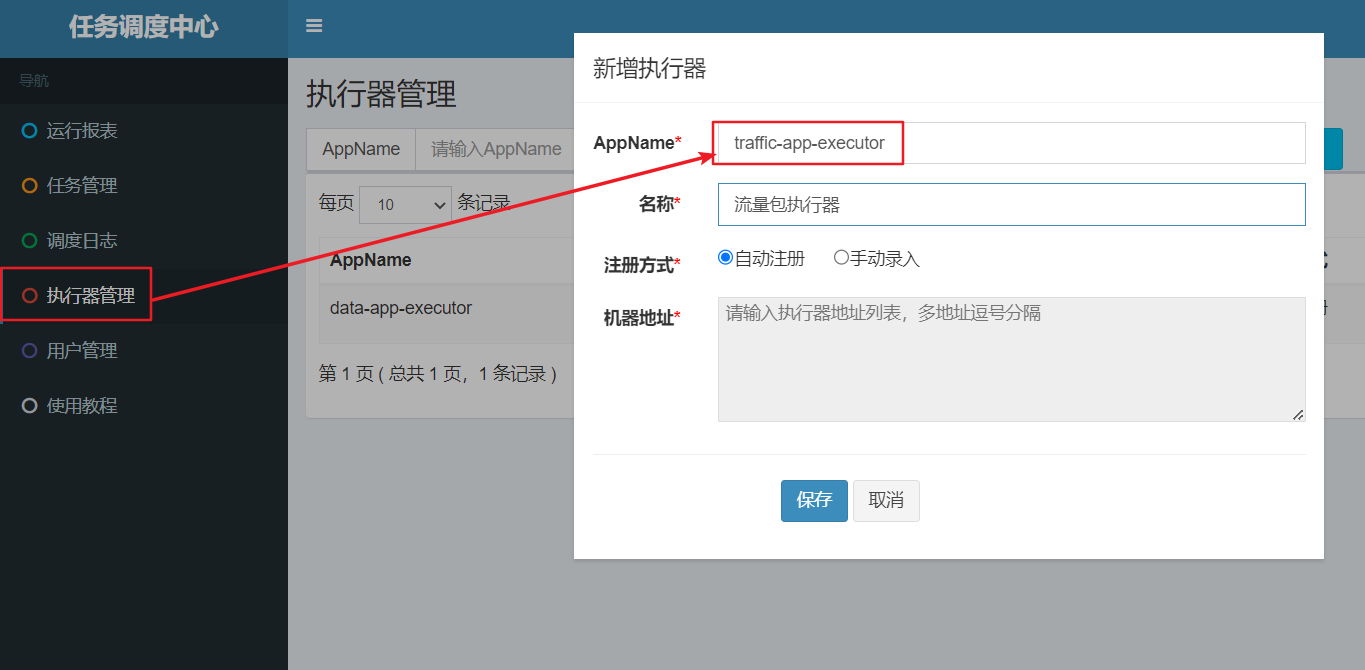 任务调度中心
导航
运行报表
任务管理
调度日志
执行器管理
用户管理
使用教程
执行器管理
AppName 请输入AppName
每页 10 条记录
AppName
data-app-executor
第 1 页 ( 总共 1 页，1 条记录 )
新增执行器
AppName* traffic-app-executor
名称* 流量包执行器
注册方式* 自动注册 手动录入
机器地址* 请输入执行器地址列表，多地址逗号分隔
保存 取消